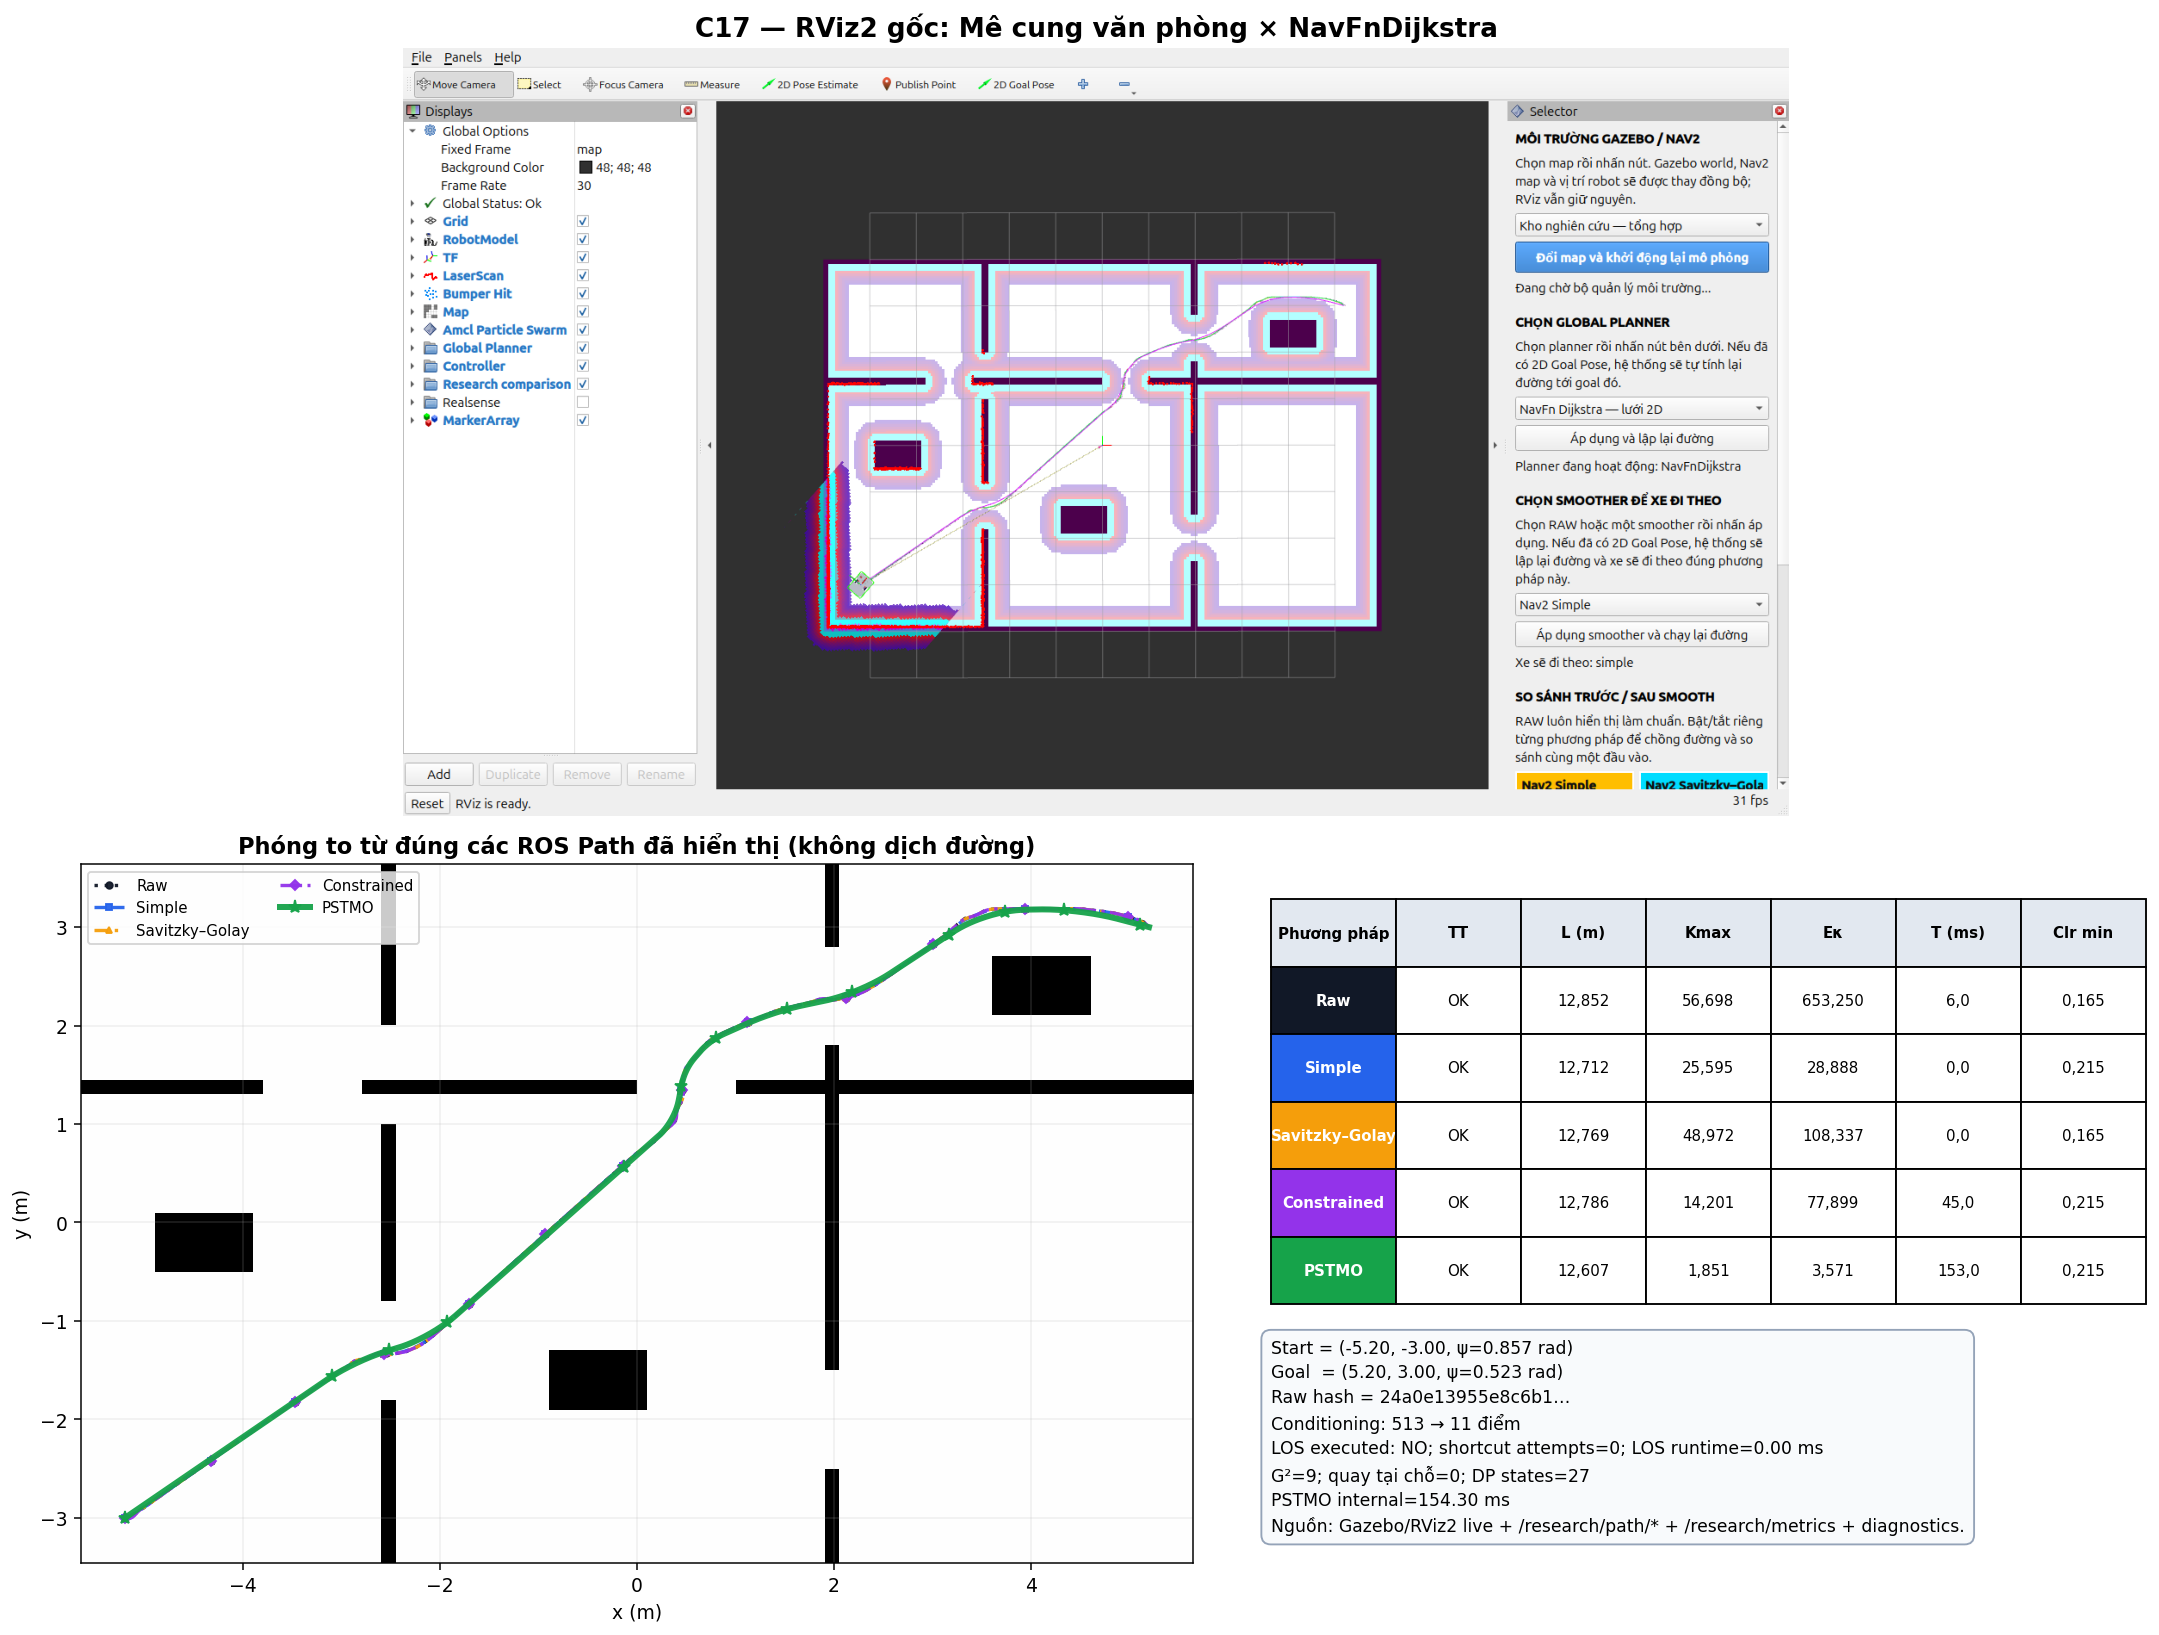 C17 — RViz2 gốc: Mê cung văn phòng × NavFnDijkstra
File Panels Help
Move Camera Select Focus Camera Measure 2D Pose Estimate Publish Point 2D Goal Pose
Displays
Global Options
Fixed Frame map
Background Color 48; 48; 48
Frame Rate 30
Global Status: Ok
Grid
RobotModel
TF
LaserScan
Bumper Hit
Map
Amcl Particle Swarm
Global Planner
Controller
Research comparison
Realsense
MarkerArray
Add Duplicate Remove Rename
Reset RViz is ready.
31 fps
Selector
MÔI TRƯỜNG GAZEBO / NAV2
Chọn map rồi nhấn nút. Gazebo world, Nav2
map và vị trí robot sẽ được thay đồng bộ;
RViz vẫn giữ nguyên.
Kho nghiên cứu — tổng hợp
Đổi map và khởi động lại mô phỏng
Đang chờ bộ quản lý môi trường...
CHỌN GLOBAL PLANNER
Chọn planner rồi nhấn nút bên dưới. Nếu đã
có 2D Goal Pose, hệ thống sẽ tự tính lại
đường tới goal đó.
NavFn Dijkstra — lưới 2D
Áp dụng và lập lại đường
Planner đang hoạt động: NavFnDijkstra
CHỌN SMOOTHER ĐỂ XE ĐI THEO
Chọn RAW hoặc một smoother rồi nhấn áp
dụng. Nếu đã có 2D Goal Pose, hệ thống sẽ
lập lại đường và xe sẽ đi theo đúng phương
pháp này.
Nav2 Simple
Áp dụng smoother và chạy lại đường
Xe sẽ đi theo: simple
SO SÁNH TRƯỚC / SAU SMOOTH
RAW luôn hiển thị làm chuẩn. Bật/tắt riêng
từng phương pháp để chồng đường và so
sánh cùng một đầu vào.
Nav2 Simple Nav2 Savitzky–Gola
Phóng to từ đúng các ROS Path đã hiển thị (không dịch đường)
Raw
Simple
Savitzky–Golay
Constrained
PSTMO
3
2
1
0
−1
−2
−3
y (m)
−4 −2 0 2 4
x (m)
Phương pháp TT L (m) Kmax Eκ T (ms) Clr min
Raw OK 12,852 56,698 653,250 6,0 0,165
Simple OK 12,712 25,595 28,888 0,0 0,215
Savitzky–Golay OK 12,769 48,972 108,337 0,0 0,165
Constrained OK 12,786 14,201 77,899 45,0 0,215
PSTMO OK 12,607 1,851 3,571 153,0 0,215
Start = (-5.20, -3.00, ψ=0.857 rad)
Goal = (5.20, 3.00, ψ=0.523 rad)
Raw hash = 24a0e13955e8c6b1…
Conditioning: 513 → 11 điểm
LOS executed: NO; shortcut attempts=0; LOS runtime=0.00 ms
G²=9; quay tại chỗ=0; DP states=27
PSTMO internal=154.30 ms
Nguồn: Gazebo/RViz2 live + /research/path/* + /research/metrics + diagnostics.